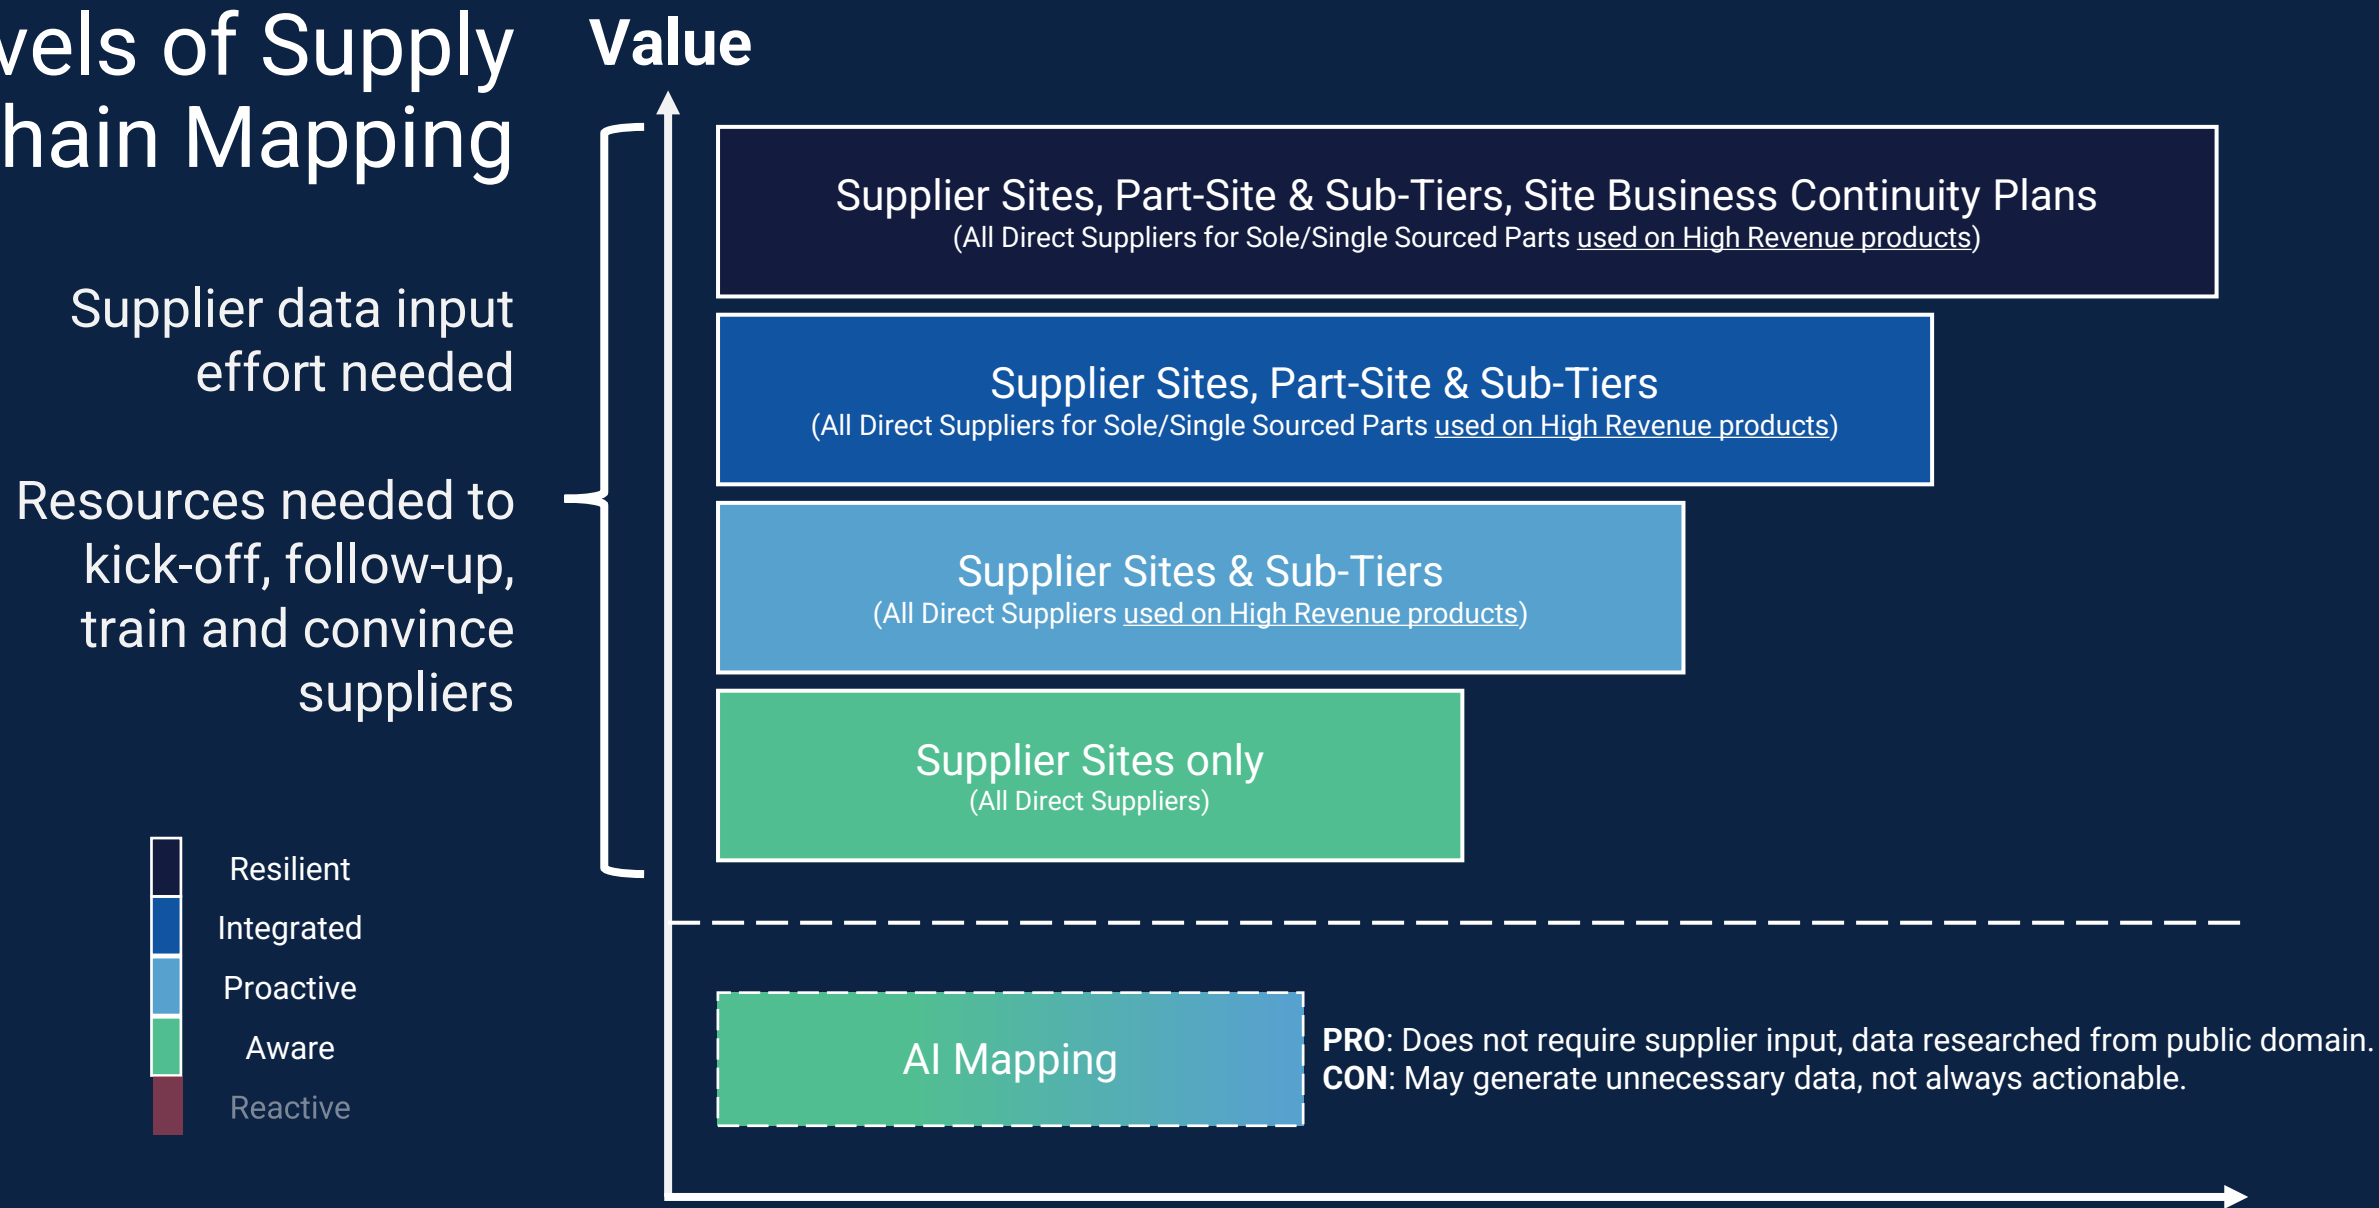 vels of Supply
hain Mapping
Value
Supplier data input
effort needed
Resources needed to
kick-off, follow-up,
train and convince
suppliers
Supplier Sites, Part-Site & Sub-Tiers, Site Business Continuity Plans
(All Direct Suppliers for Sole/Single Sourced Parts used on High Revenue products)
Supplier Sites, Part-Site & Sub-Tiers
(All Direct Suppliers for Sole/Single Sourced Parts used on High Revenue products)
Supplier Sites & Sub-Tiers
(All Direct Suppliers used on High Revenue products)
Supplier Sites only
(All Direct Suppliers)
Resilient
Integrated
Proactive
Aware
Reactive
AI Mapping
PRO: Does not require supplier input, data researched from public domain.
CON: May generate unnecessary data, not always actionable.